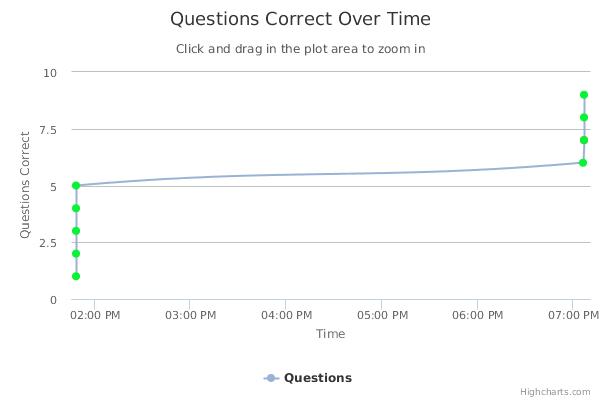 Questions Correct Over Time
Click and drag in the plot area to zoom in
10
7.5
5
2.5
0
Questions Correct
02:00 PM 03:00 PM 04:00 PM 05:00 PM 06:00 PM 07:00 PM
Time
Questions
Highcharts.com